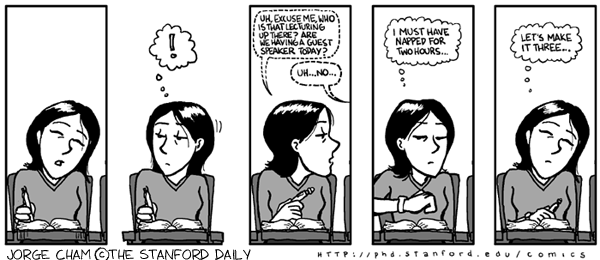 !
UH, EXCUSE ME, WHO
IS THAT LECTURING
UP THERE? ARE
WE HAVING A GUEST
SPEAKER TODAY?
UH...NO...
I MUST HAVE
NAPPED FOR
TWO HOURS...
LET'S MAKE
IT THREE...
JORGE CHAM ©THE STANFORD DAILY
HTTP://phd.stanford.edu/comics